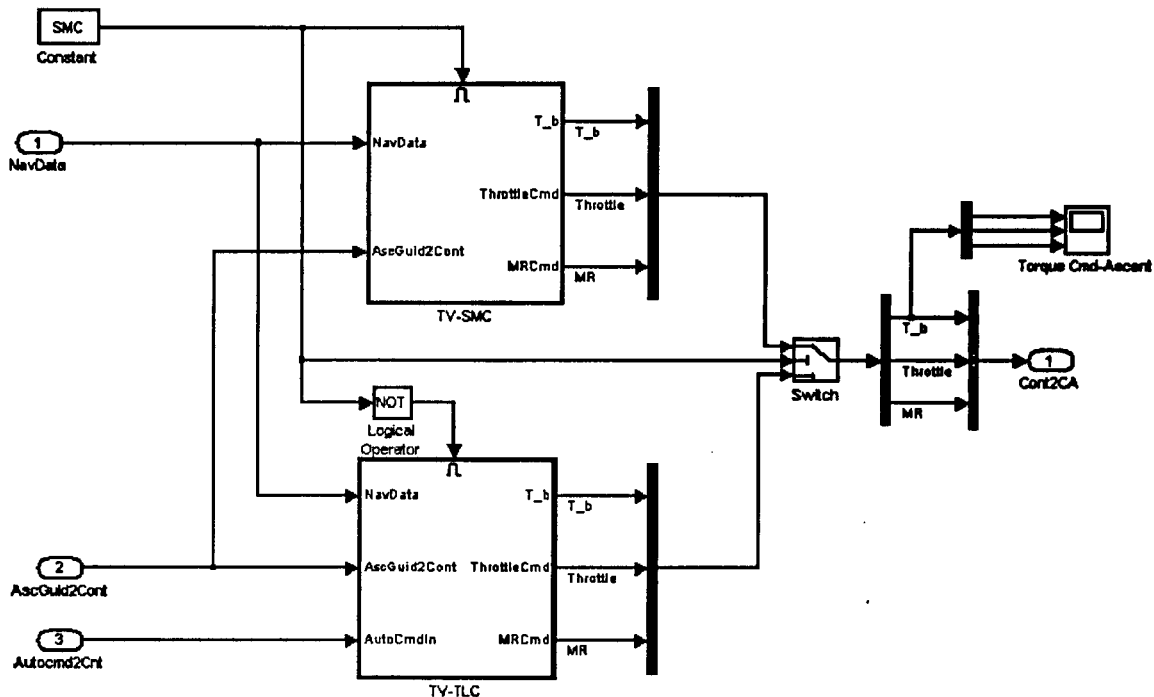 SMC
Constant
1
NavData
NavData
AscGuid2Cont
T_b
ThrottleCmd
MRCmd
T_b
Throttle
MR
TV-SMC
Torque Cmd-Ascent
T_b
Throttle
MR
1
Cont2CA
Switch
NOT
Logical
Operator
NavData
AscGuid2Cont
AutoCmdIn
T_b
ThrottleCmd
MRCmd
T_b
Throttle
MR
TV-TLC
2
AscGuid2Cont
3
Autocmd2Cnt